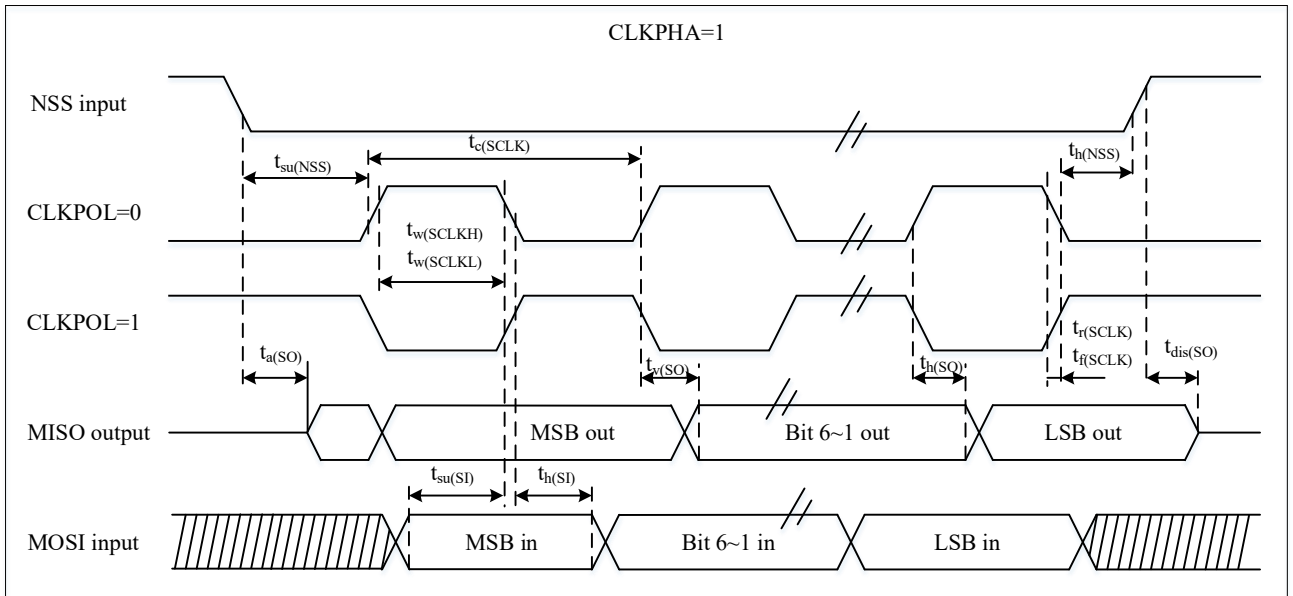 CLKPHA=1
NSS input
tc(SCLK)
tsu(NSS)
th(NSS)
CLKPOL=0
tw(SCLKH)
tw(SCLKL)
CLKPOL=1
tr(SCLK)
tf(SCLK)
ta(SO)
tv(SO)
th(SO)
tdis(SO)
MISO output
MSB out
Bit 6~1 out
LSB out
tsu(SI)
th(SI)
MOSI input
MSB in
Bit 6~1 in
LSB in